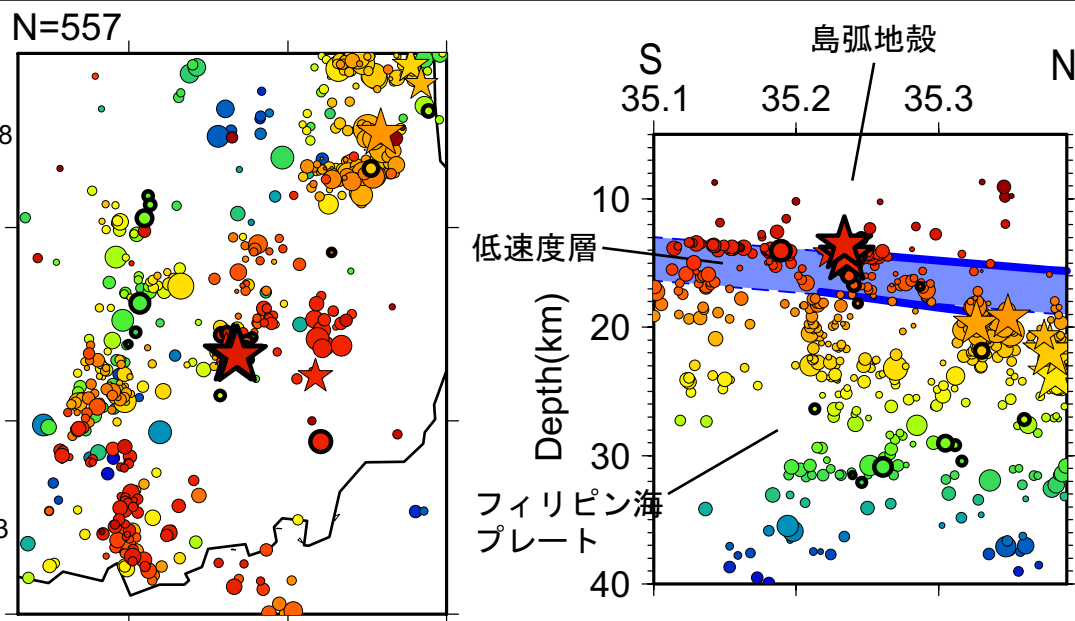 N=557
8
3
島弧地殻
S
N
35.1 35.2 35.3
10
低速度層
20
Depth(km)
30
フィリピン海
プレート
40